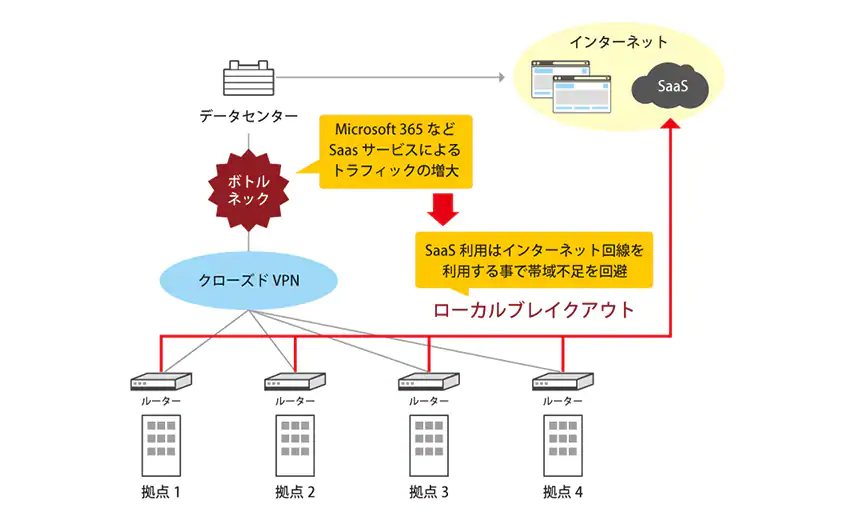 インターネット
SaaS
データセンター
Microsoft 365 など
Saas サービスによる
トラフィックの増大
ボトル
ネック
SaaS 利用はインターネット回線を
利用する事で帯域不足を回避
クローズド VPN
ローカルブレイクアウト
ルーター
ルーター
ルーター
ルーター
拠点 1
拠点 2
拠点 3
拠点 4